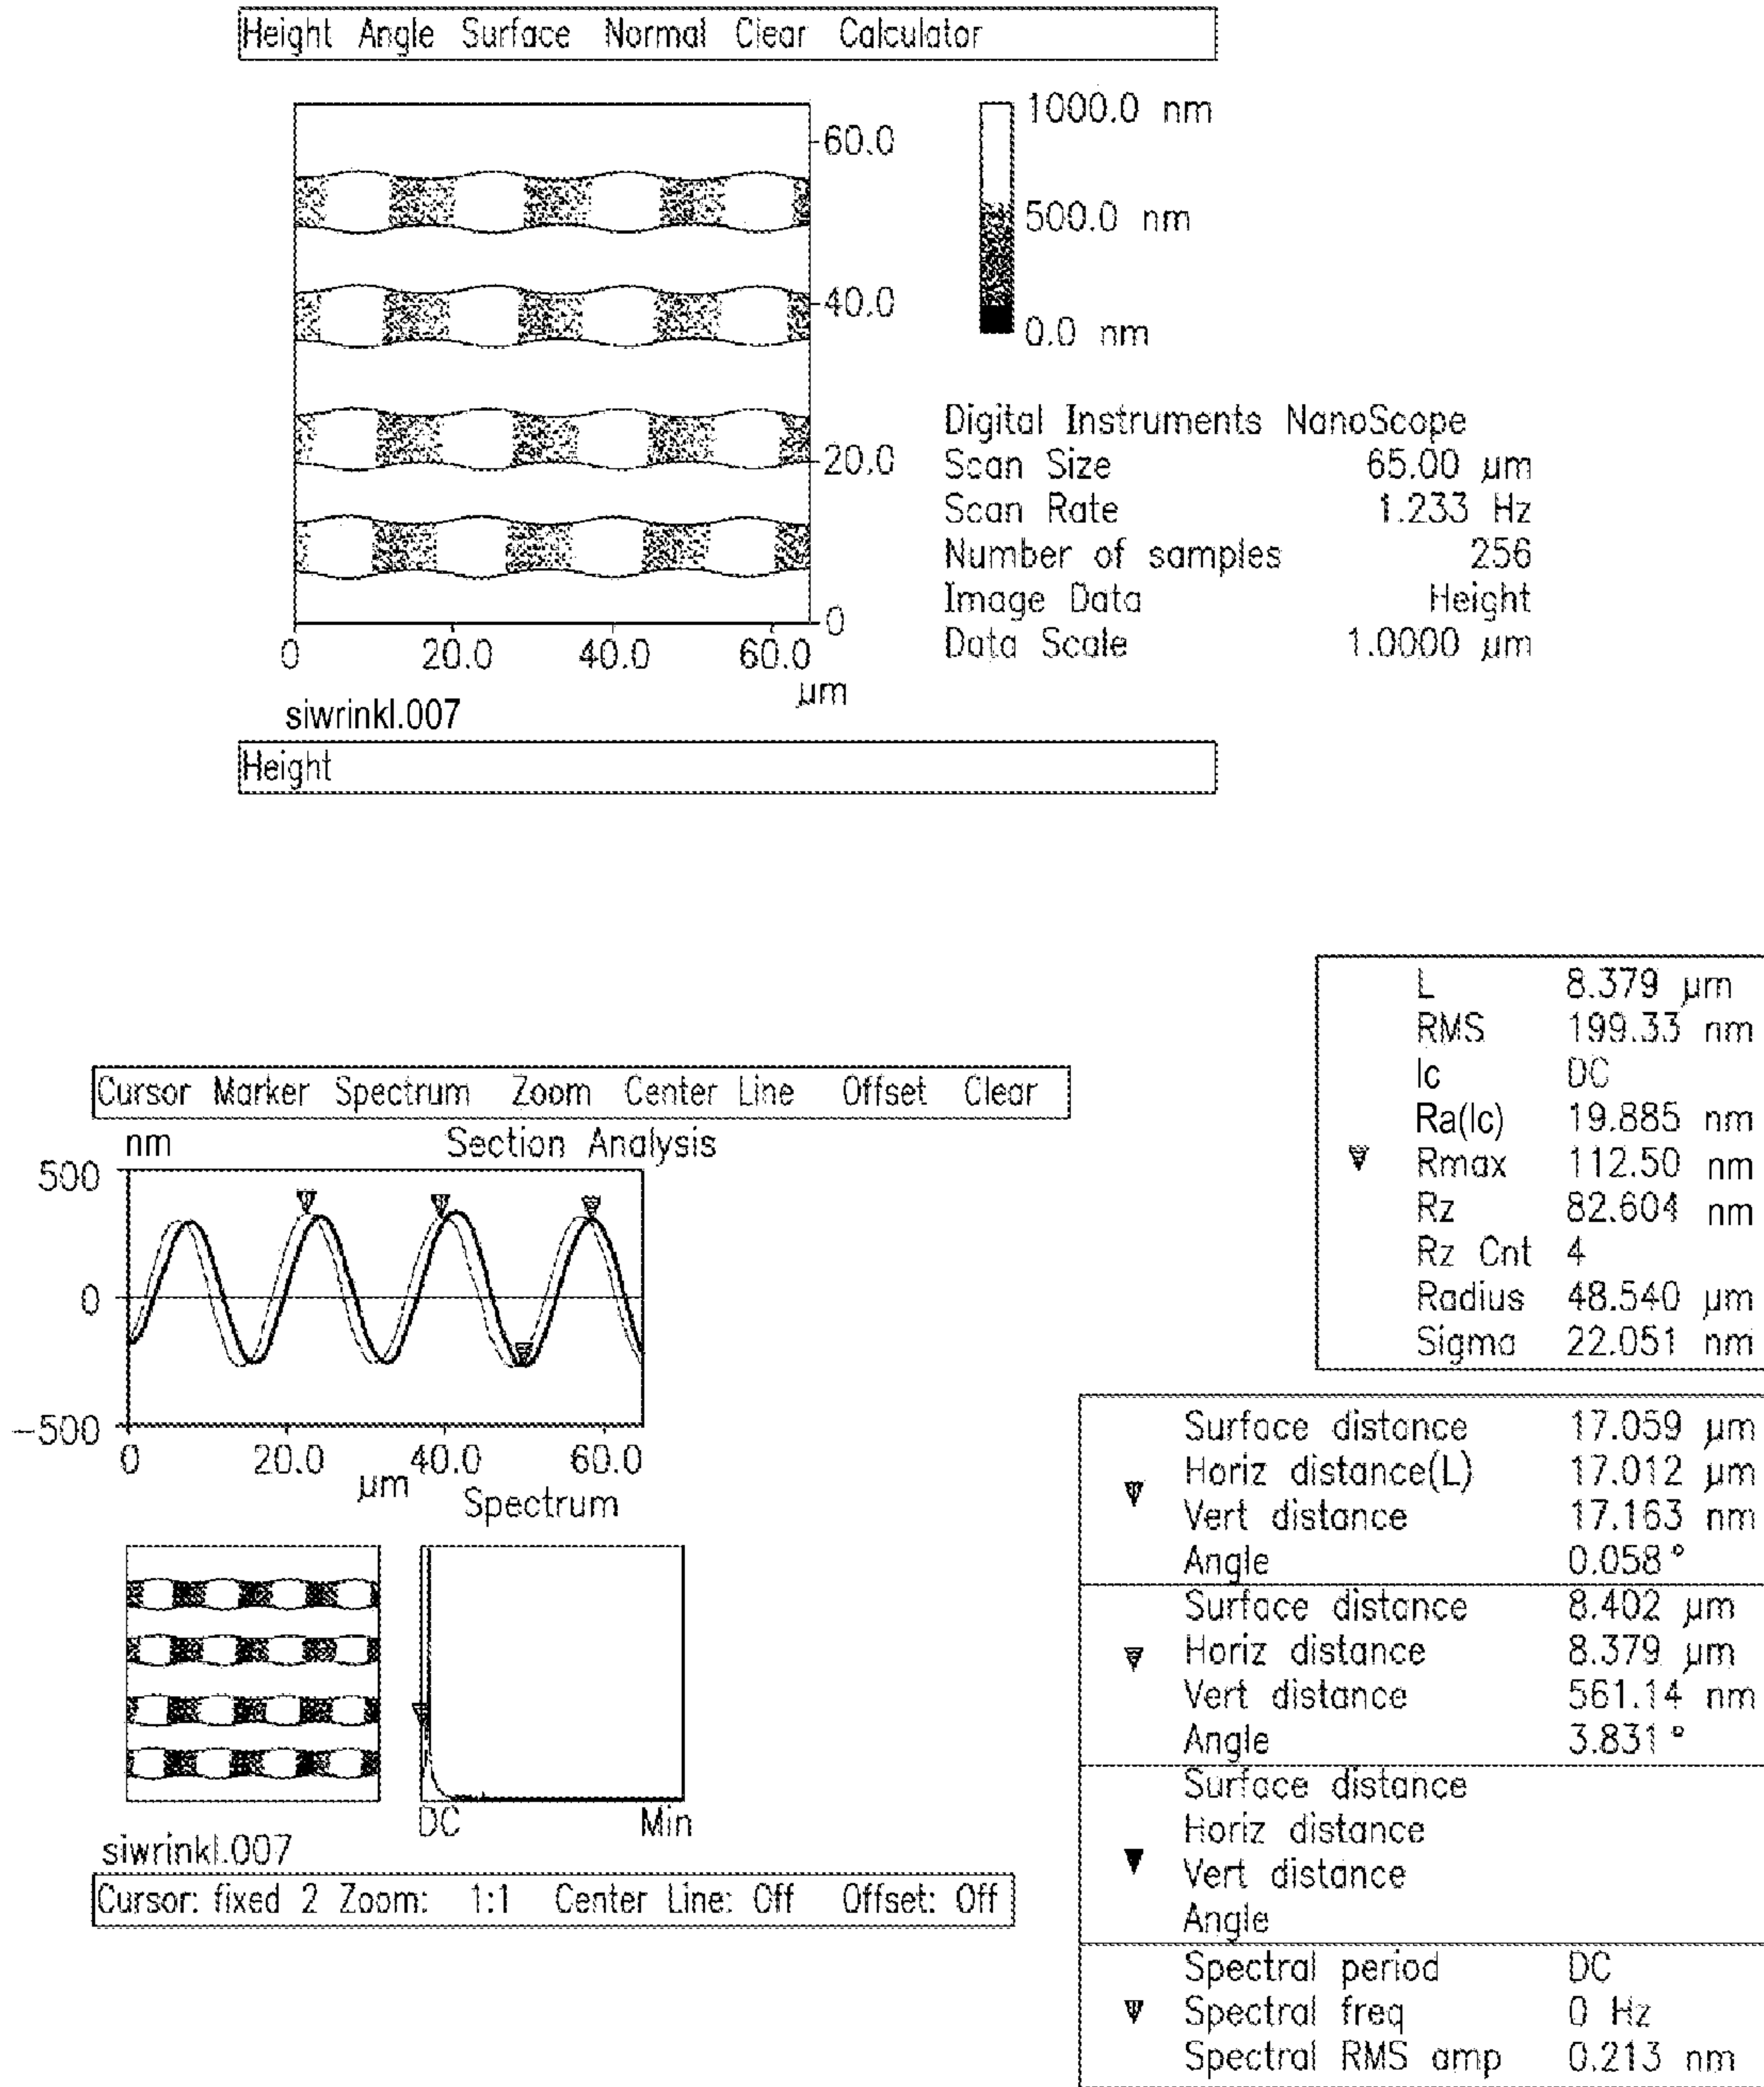 Height Angle Surface Normal Clear Calculator
60.0
40.0
20.0
0
0 20.0 40.0 60.0
µm
1000.0 nm
500.0 nm
0.0 nm
Digital Instruments NanoScope
Scan Size 65.00 µm
Scan Rate 1.233 Hz
Number of samples 256
Image Data Height
Data Scale 1.0000 µm
siwrinkl.007
Height
L 8.379 µm
RMS 199.33 nm
lc DC
Ra(lc) 19.885 nm
Rmax 112.50 nm
Rz 82.604 nm
Rz Cnt 4
Radius 48.540 µm
Sigma 22.051 nm
Cursor Marker Spectrum Zoom Center Line Offset Clear
nm Section Analysis
500
0
-500
0 20.0 40.0 60.0
µm
Spectrum
DC Min
siwrinkl.007
Cursor: fixed 2 Zoom: 1:1 Center Line: Off Offset: Off
Surface distance 17.059 µm
Horiz distance(L) 17.012 µm
Vert distance 17.163 nm
Angle 0.058°
Surface distance 8.402 µm
Horiz distance 8.379 µm
Vert distance 561.14 nm
Angle 3.831°
Surface distance
Horiz distance
Vert distance
Angle
Spectral period DC
Spectral freq 0 Hz
Spectral RMS amp 0.213 nm